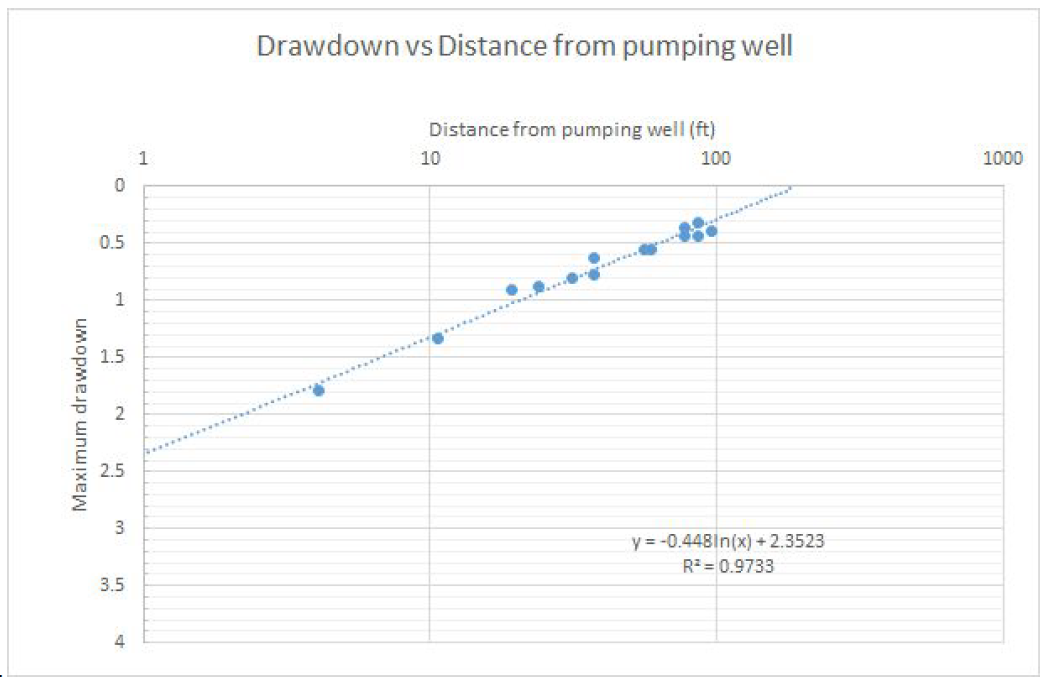 Drawdown vs Distance from pumping well
Distance from pumping well (ft)
1 10 100 1000
0
0.5
1
1.5
2
2.5
3
3.5
4
Maximum drawdown
y = -0.448ln(x) + 2.3523
R² = 0.9733